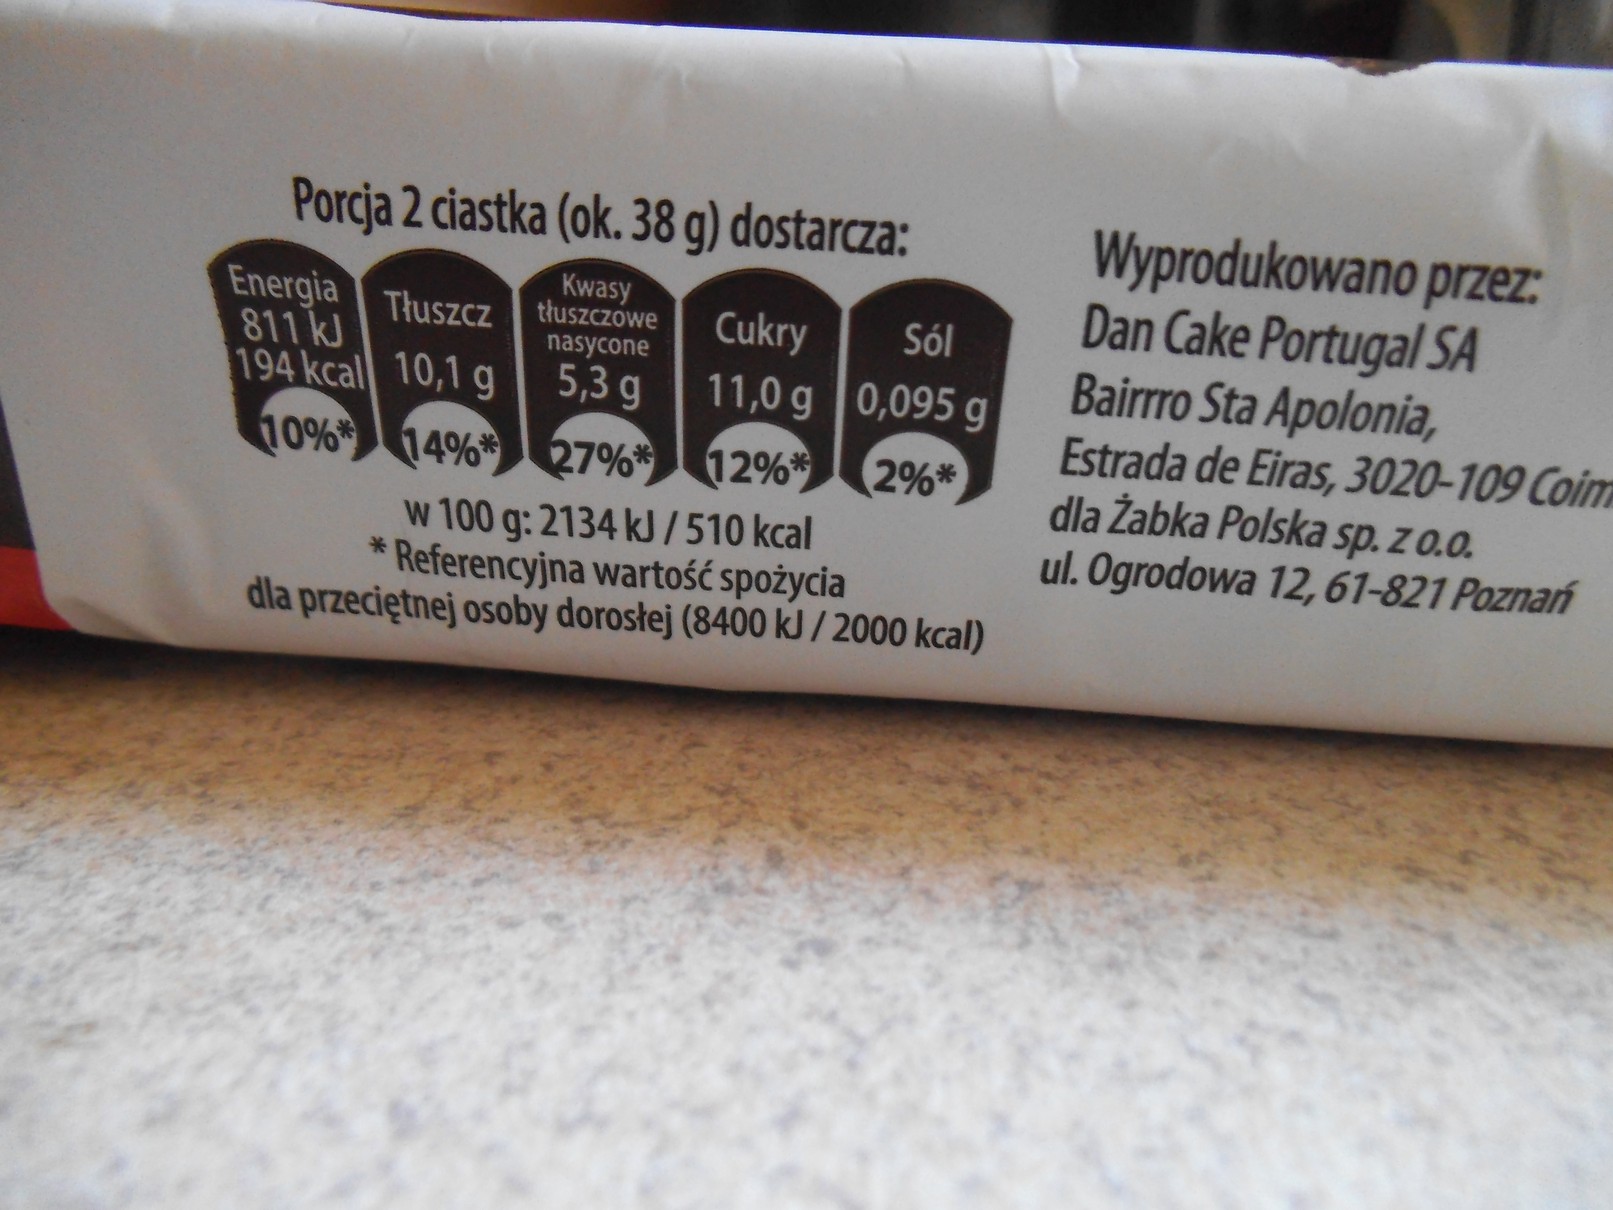 Porcja 2 ciastka (ok. 38 g) dostarcza:
Energia
811 kJ
194 kcal
10%*
Tłuszcz
10,1 g
14%*
Kwasy
tłuszczowe
nasycone
5,3 g
27%*
Cukry
11,0 g
12%*
Sól
0,095 g
2%*
w 100 g: 2134 kJ / 510 kcal
* Referencyjna wartość spożycia
dla przeciętnej osoby dorosłej (8400 kJ / 2000 kcal)
Wyprodukowano przez:
Dan Cake Portugal SA
Bairrro Sta Apolonia,
Estrada de Eiras, 3020-109 Coim
dla Żabka Polska sp. z o.o.
ul. Ogrodowa 12, 61-821 Poznań